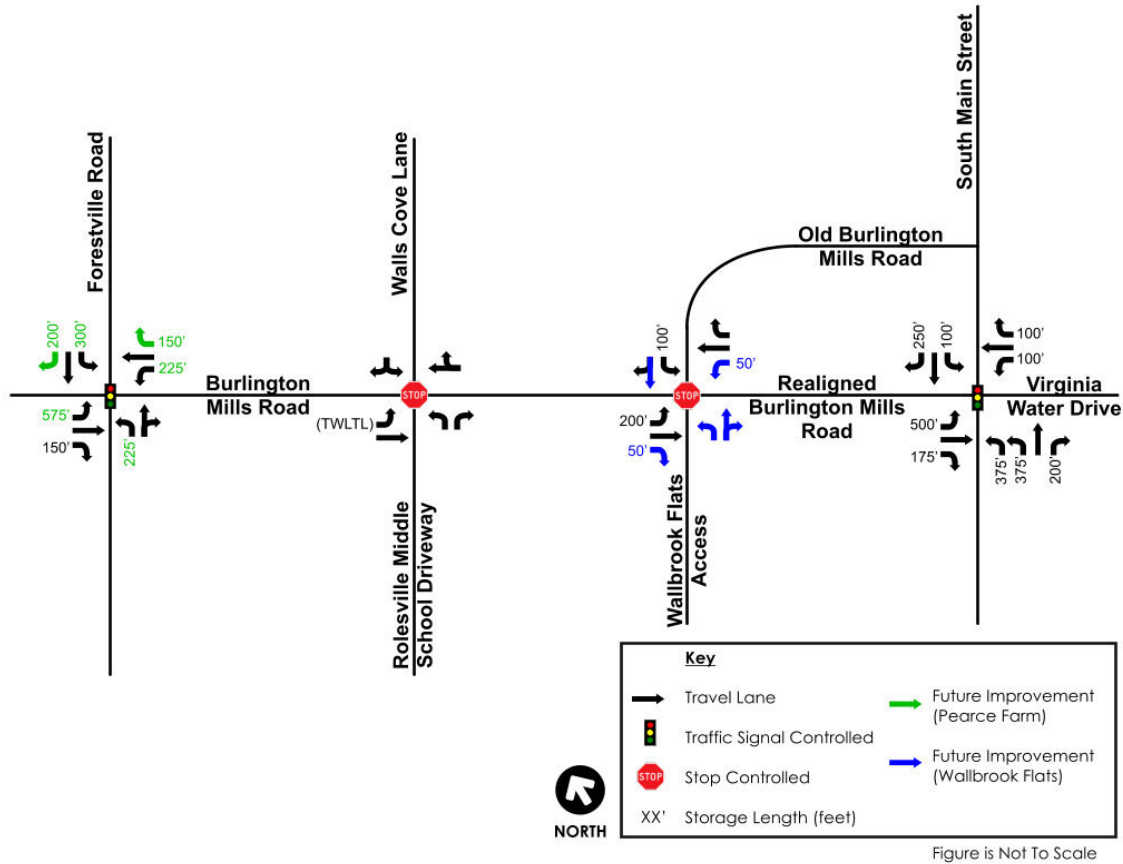 South Main Street
Forestville Road
Walls Cove Lane
Old Burlington
Mills Road
200'
300'
150'
225'
100'
50'
250'
100'
100'
100'
Burlington
Mills Road
STOP
STOP
Realigned
Burlington Mills
Road
Virginia
Water Drive
575'
150'
225'
(TWLTL)
200'
50'
500'
175'
375'
375'
200'
Rolesville Middle
School Driveway
Wallbrook Flats
Access
Key
Travel Lane
Traffic Signal Controlled
STOP
Stop Controlled
XX' Storage Length (feet)
Future Improvement
(Pearce Farm)
Future Improvement
(Wallbrook Flats)
NORTH
Figure is Not To Scale